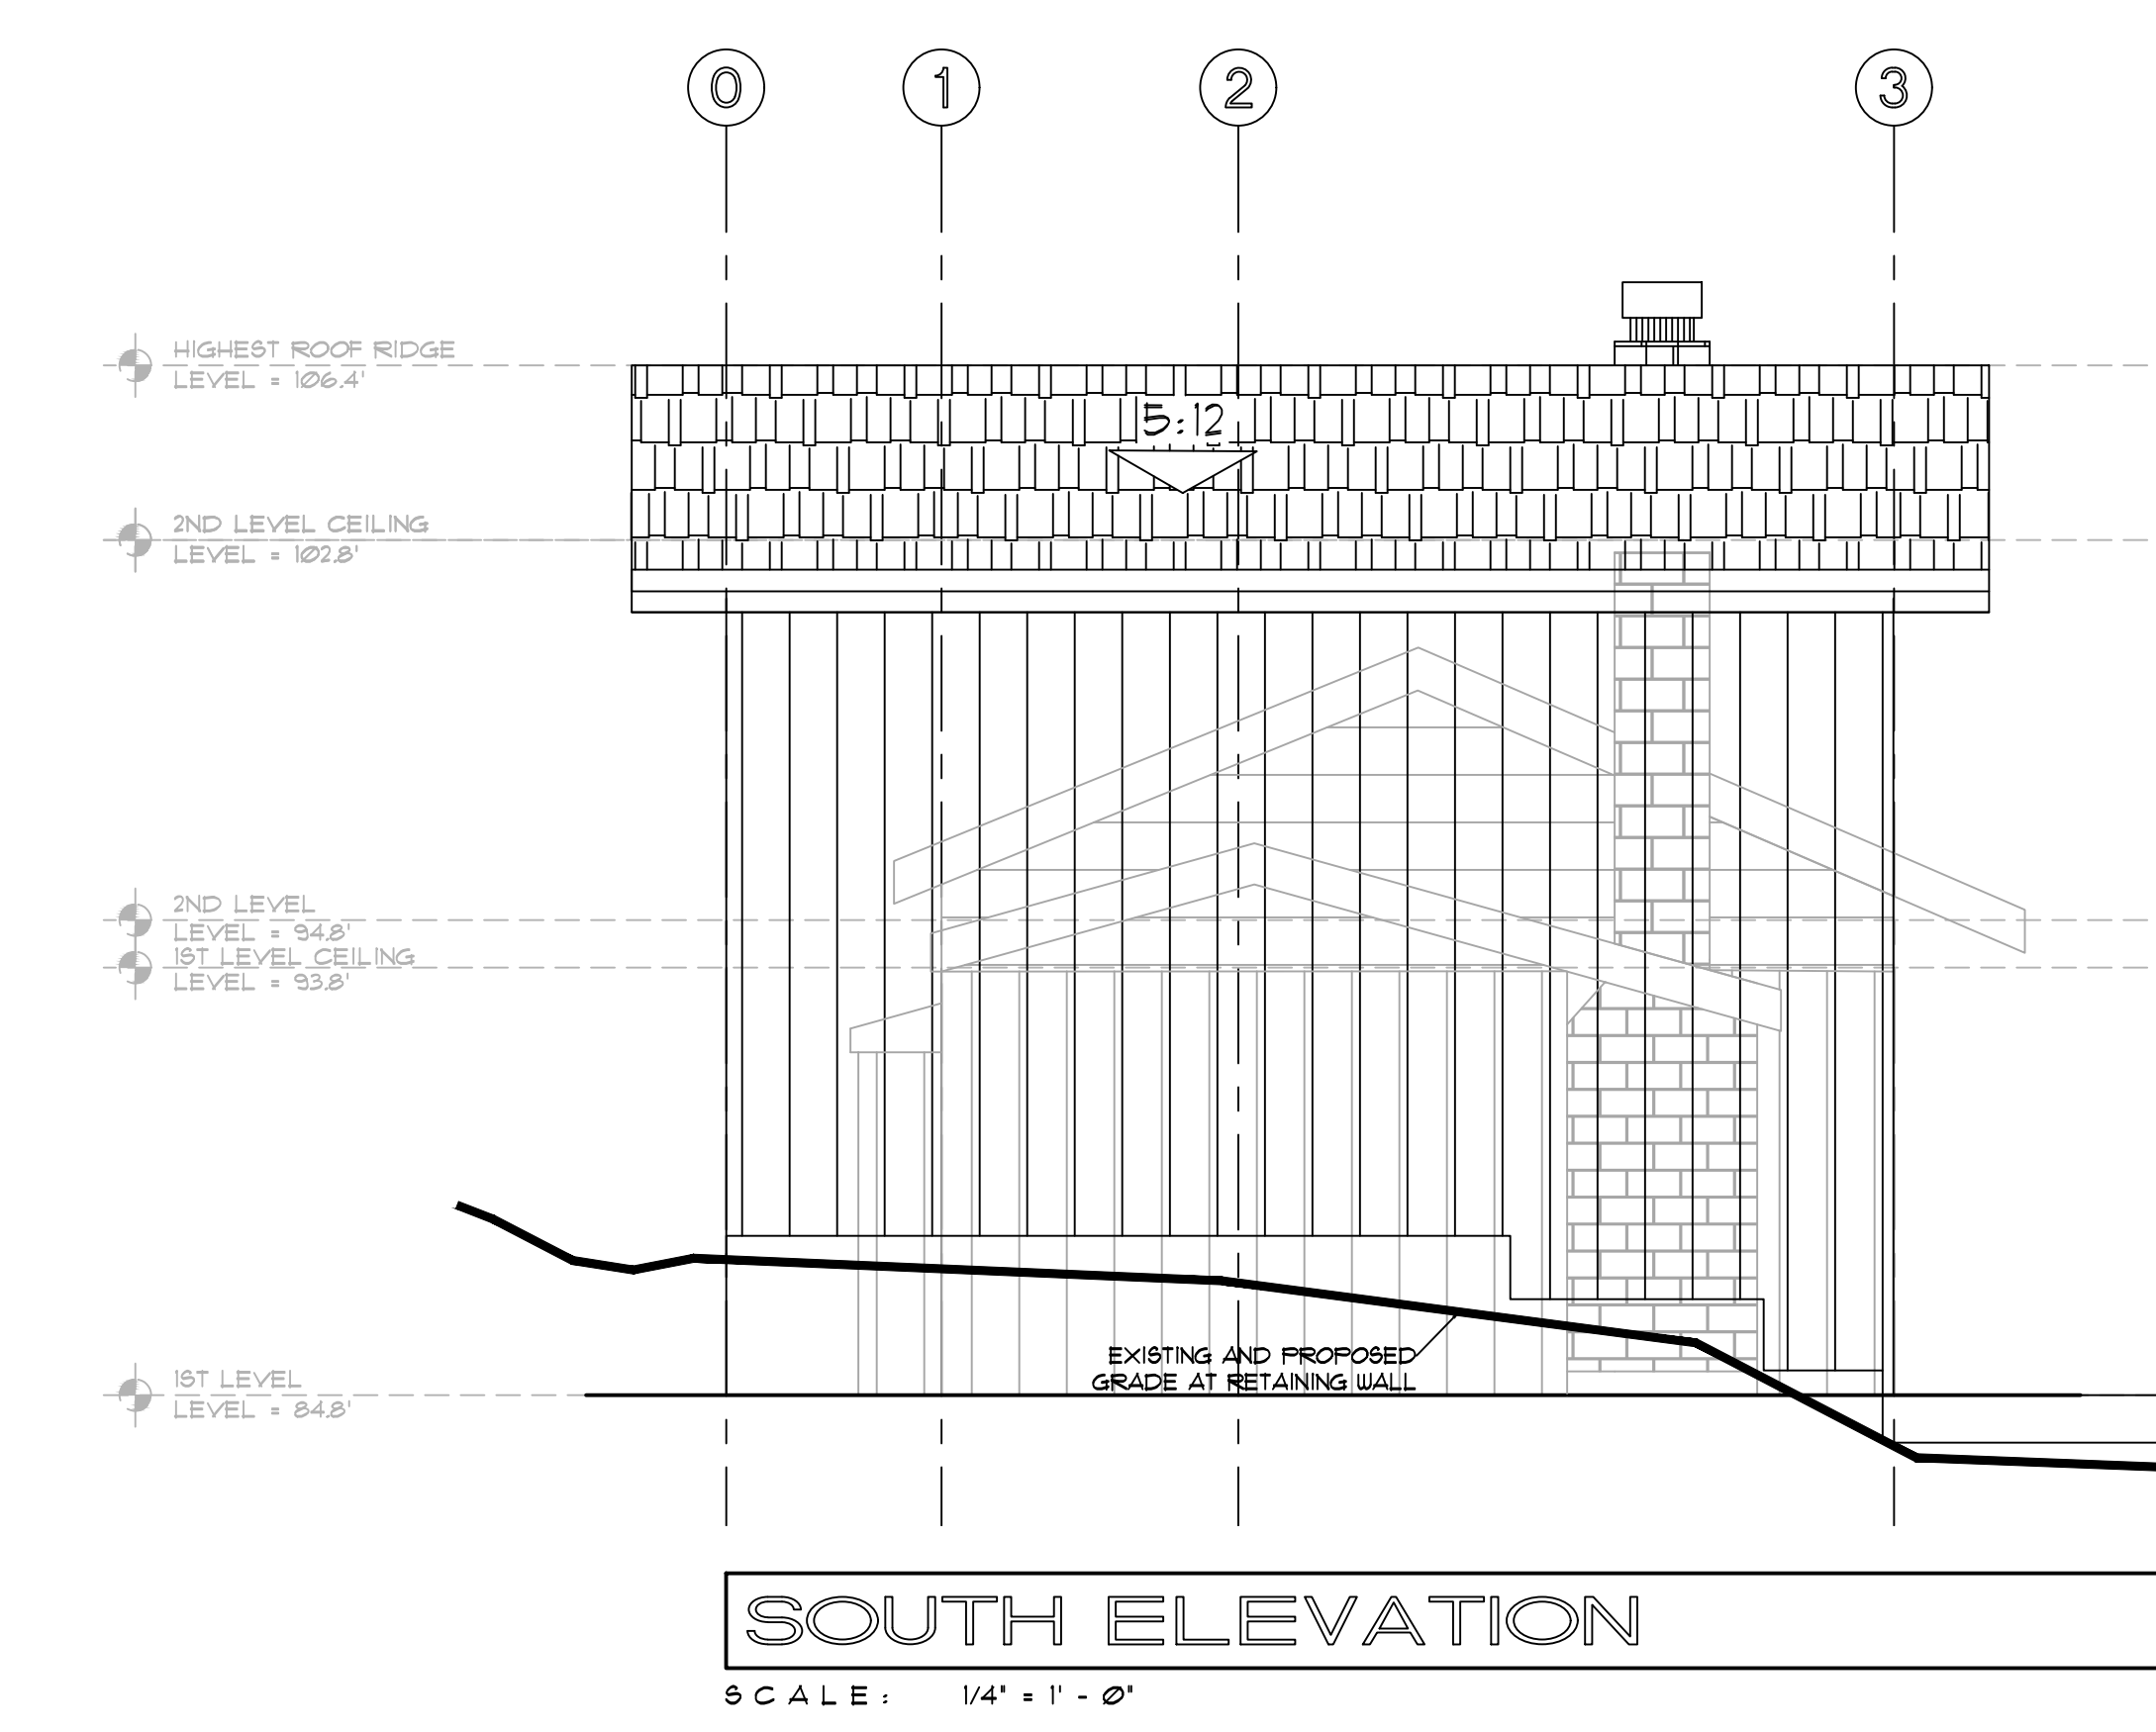 0 1 2 3
HIGHEST ROOF RIDGE
LEVEL = 106.4'
5:12
2ND LEVEL CEILING
LEVEL = 102.8'
2ND LEVEL
LEVEL = 94.8'
1ST LEVEL CEILING
LEVEL = 93.8'
EXISTING AND PROPOSED
GRADE AT RETAINING WALL
1ST LEVEL
LEVEL = 84.8'
SOUTH ELEVATION
SCALE: 1/4" = 1' - 0"